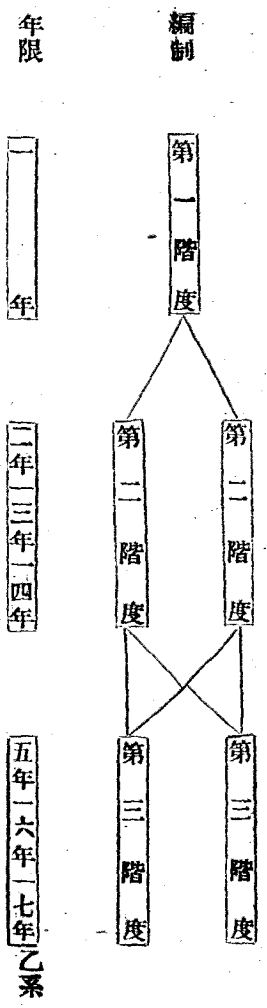 編制
第一階度
第二階度
第二階度
第三階度
第三階度
年限
一年
二年—三年—四年
五年—六年—七年
乙系